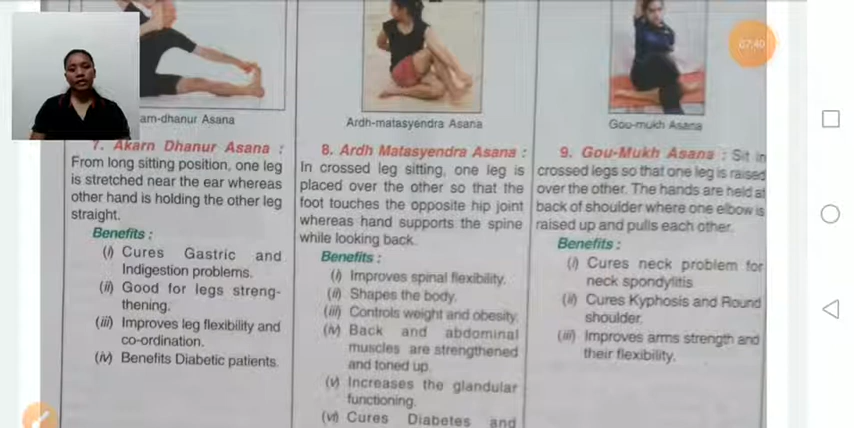 07:40
arn-dhanur Asana
7. Akarn Dhanur Asana :
From long sitting position, one leg
is stretched near the ear whereas
other hand is holding the other leg
straight.
Benefits :
(i) Cures Gastric and
Indigestion problems.
(ii) Good for legs streng-
thening.
(iii) Improves leg flexibility and
co-ordination.
(iv) Benefits Diabetic patients.
Ardh-matasyendra Asana
8. Ardh Matasyendra Asana :
In crossed leg sitting, one leg is
placed over the other so that the
foot touches the opposite hip joint
whereas hand supports the spine
while looking back.
Benefits :
(i) Improves spinal flexibility.
(ii) Shapes the body.
(iii) Controls weight and obesity.
(iv) Back and abdominal
muscles are strengthened
and toned up.
(v) Increases the glandular
functioning.
(vi) Cures Diabetes and
Gou-mukh Asana
9. Gou-Mukh Asana : Sit in
crossed legs so that one leg is raised
over the other. The hands are held at
back of shoulder where one elbow is
raised up and pulls each other.
Benefits :
(i) Cures neck problem for
neck spondylitis
(ii) Cures Kyphosis and Round
shoulder.
(iii) Improves arms strength and
their flexibility.